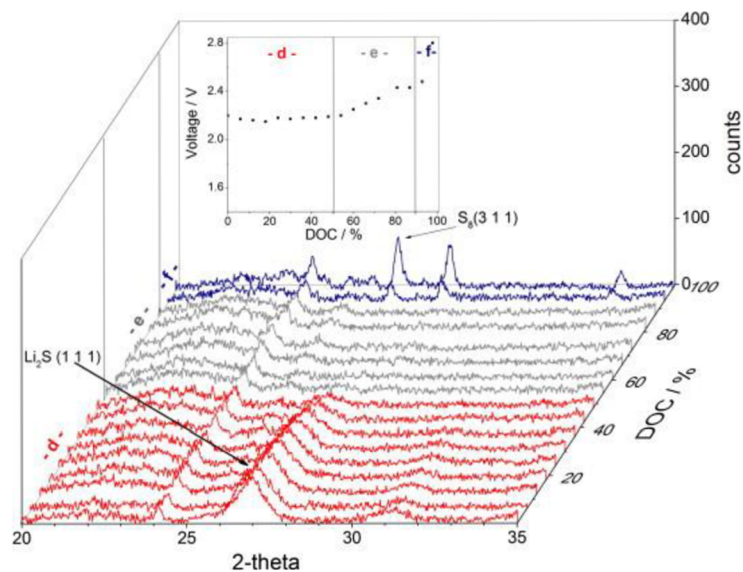 400
300
200
100
0
counts
2.8
2.4
2.0
1.6
Voltage / V
- d -
- e -
- f-
0 20 40 60 80 100
DOC / %
S8(3 1 1)
Li2S (1 1 1)
- e -
- d -
100
80
60
40
20
DOC / %
20 25 30 35
2-theta